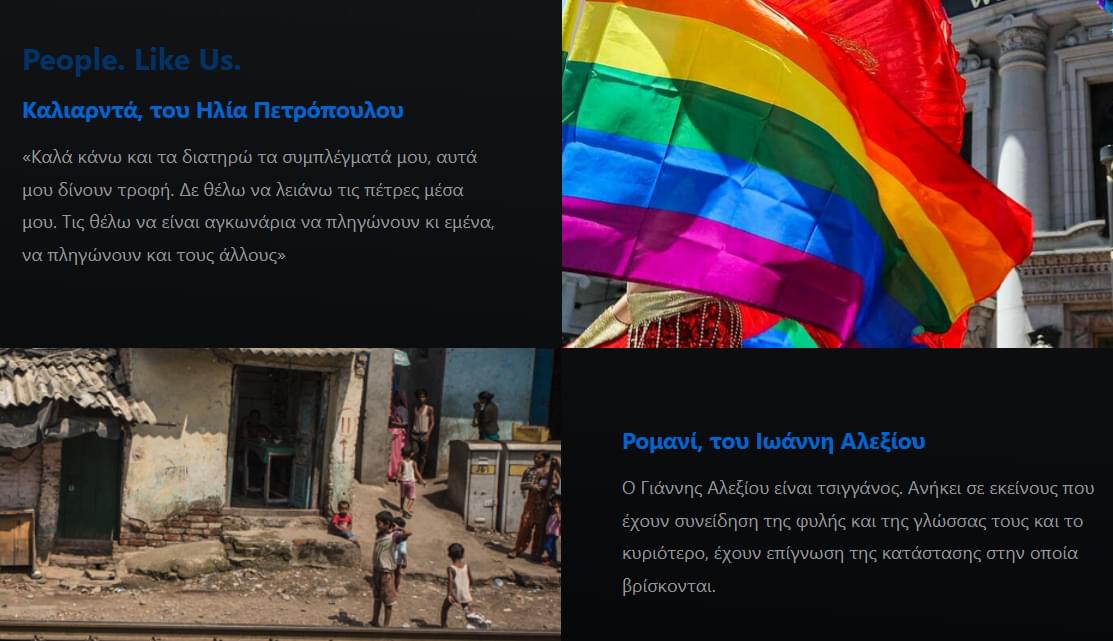 People. Like Us.
Καλιαρντά, του Ηλία Πετρόπουλου
«Καλά κάνω και τα διατηρώ τα συμπλέγματά μου, αυτά
μου δίνουν τροφή. Δε θέλω να λειάνω τις πέτρες μέσα
μου. Τις θέλω να είναι αγκωνάρια να πληγώνουν κι εμένα,
να πληγώνουν και τους άλλους»
Ρομανί, του Ιωάννη Αλεξίου
Ο Γιάννης Αλεξίου είναι τσιγγάνος. Ανήκει σε εκείνους που
έχουν συνείδηση της φυλής και της γλώσσας τους και το
κυριότερο, έχουν επίγνωση της κατάστασης στην οποία
βρίσκονται.